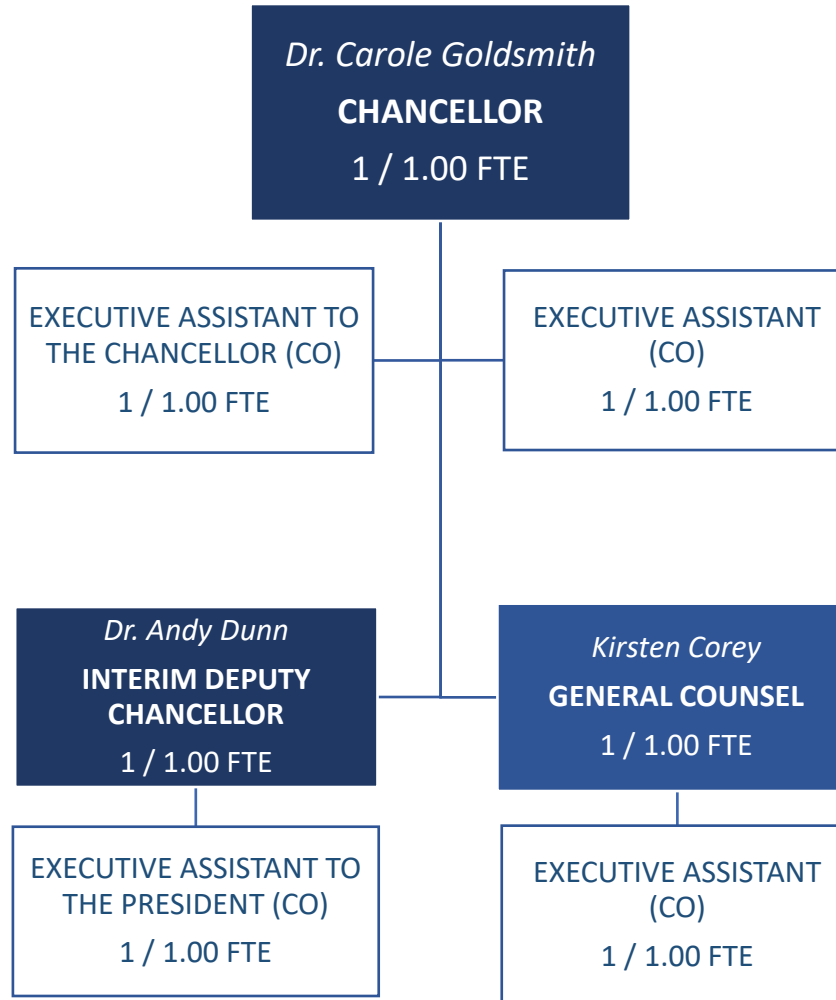 Dr. Carole Goldsmith
CHANCELLOR
1 / 1.00 FTE
EXECUTIVE ASSISTANT TO
THE CHANCELLOR (CO)
1 / 1.00 FTE
EXECUTIVE ASSISTANT
(CO)
1 / 1.00 FTE
Dr. Andy Dunn
INTERIM DEPUTY
CHANCELLOR
1 / 1.00 FTE
Kirsten Corey
GENERAL COUNSEL
1 / 1.00 FTE
EXECUTIVE ASSISTANT TO
THE PRESIDENT (CO)
1 / 1.00 FTE
EXECUTIVE ASSISTANT
(CO)
1 / 1.00 FTE